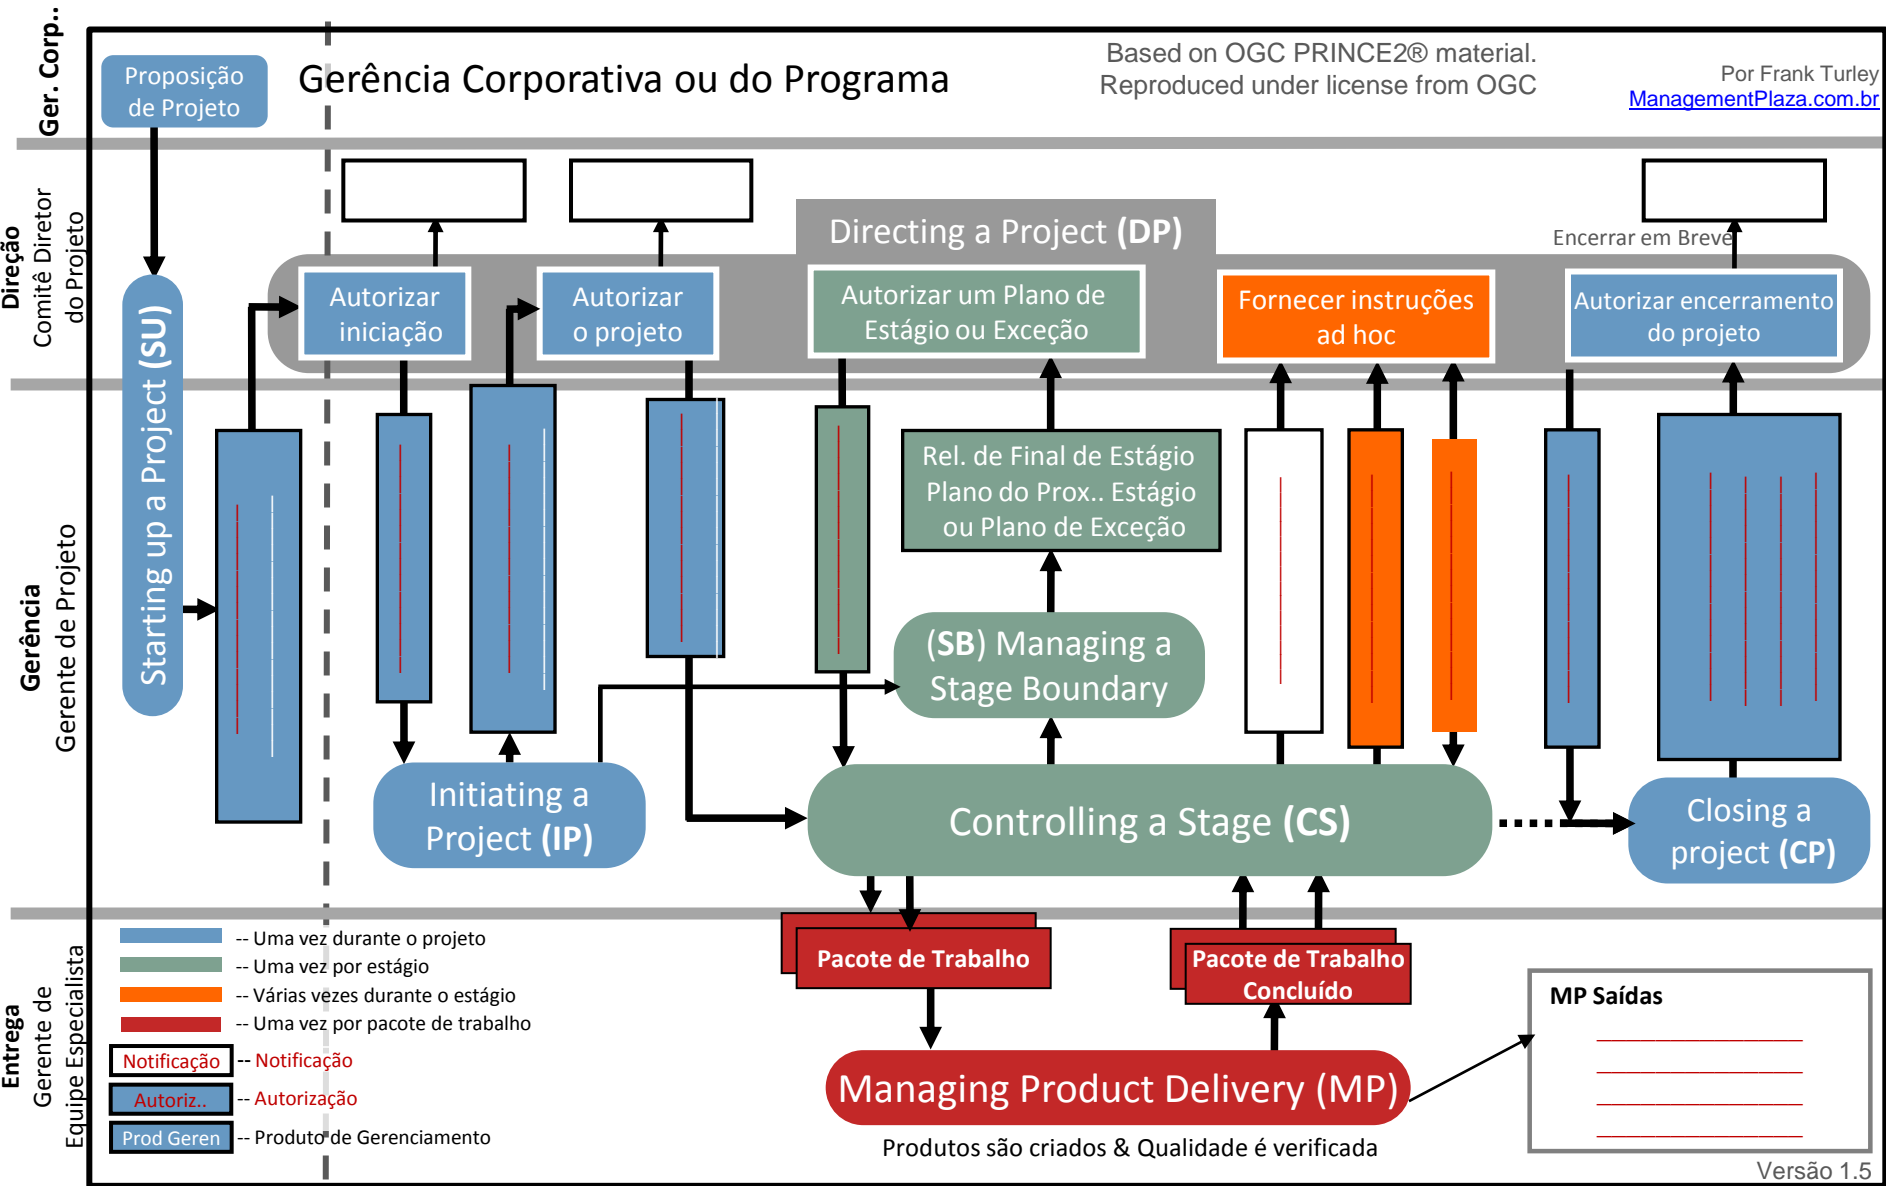 Ger. Corp..
Proposição
de Projeto
Gerência Corporativa ou do Programa
Based on OGC PRINCE2® material.
Reproduced under license from OGC
Por Frank Turley
ManagementPlaza.com.br
Direção
Comitê Diretor
do Projeto
Directing a Project (DP)
Encerrar em Breve
Autorizar
iniciação
Autorizar
o projeto
Autorizar um Plano de
Estágio ou Exceção
Fornecer instruções
ad hoc
Autorizar encerramento
do projeto
Starting up a Project (SU)
Gerência
Gerente de Projeto
Rel. de Final de Estágio
Plano do Prox.. Estágio
ou Plano de Exceção
(SB) Managing a
Stage Boundary
Initiating a
Project (IP)
Controlling a Stage (CS)
Closing a
project (CP)
Entrega
Gerente de
Equipe Especialista
-- Uma vez durante o projeto
-- Uma vez por estágio
-- Várias vezes durante o estágio
-- Uma vez por pacote de trabalho
Notificação -- Notificação
Autoriz.. -- Autorização
Prod Geren -- Produto de Gerenciamento
Pacote de Trabalho
Pacote de Trabalho
Concluído
MP Saídas
Managing Product Delivery (MP)
Produtos são criados & Qualidade é verificada
Versão 1.5